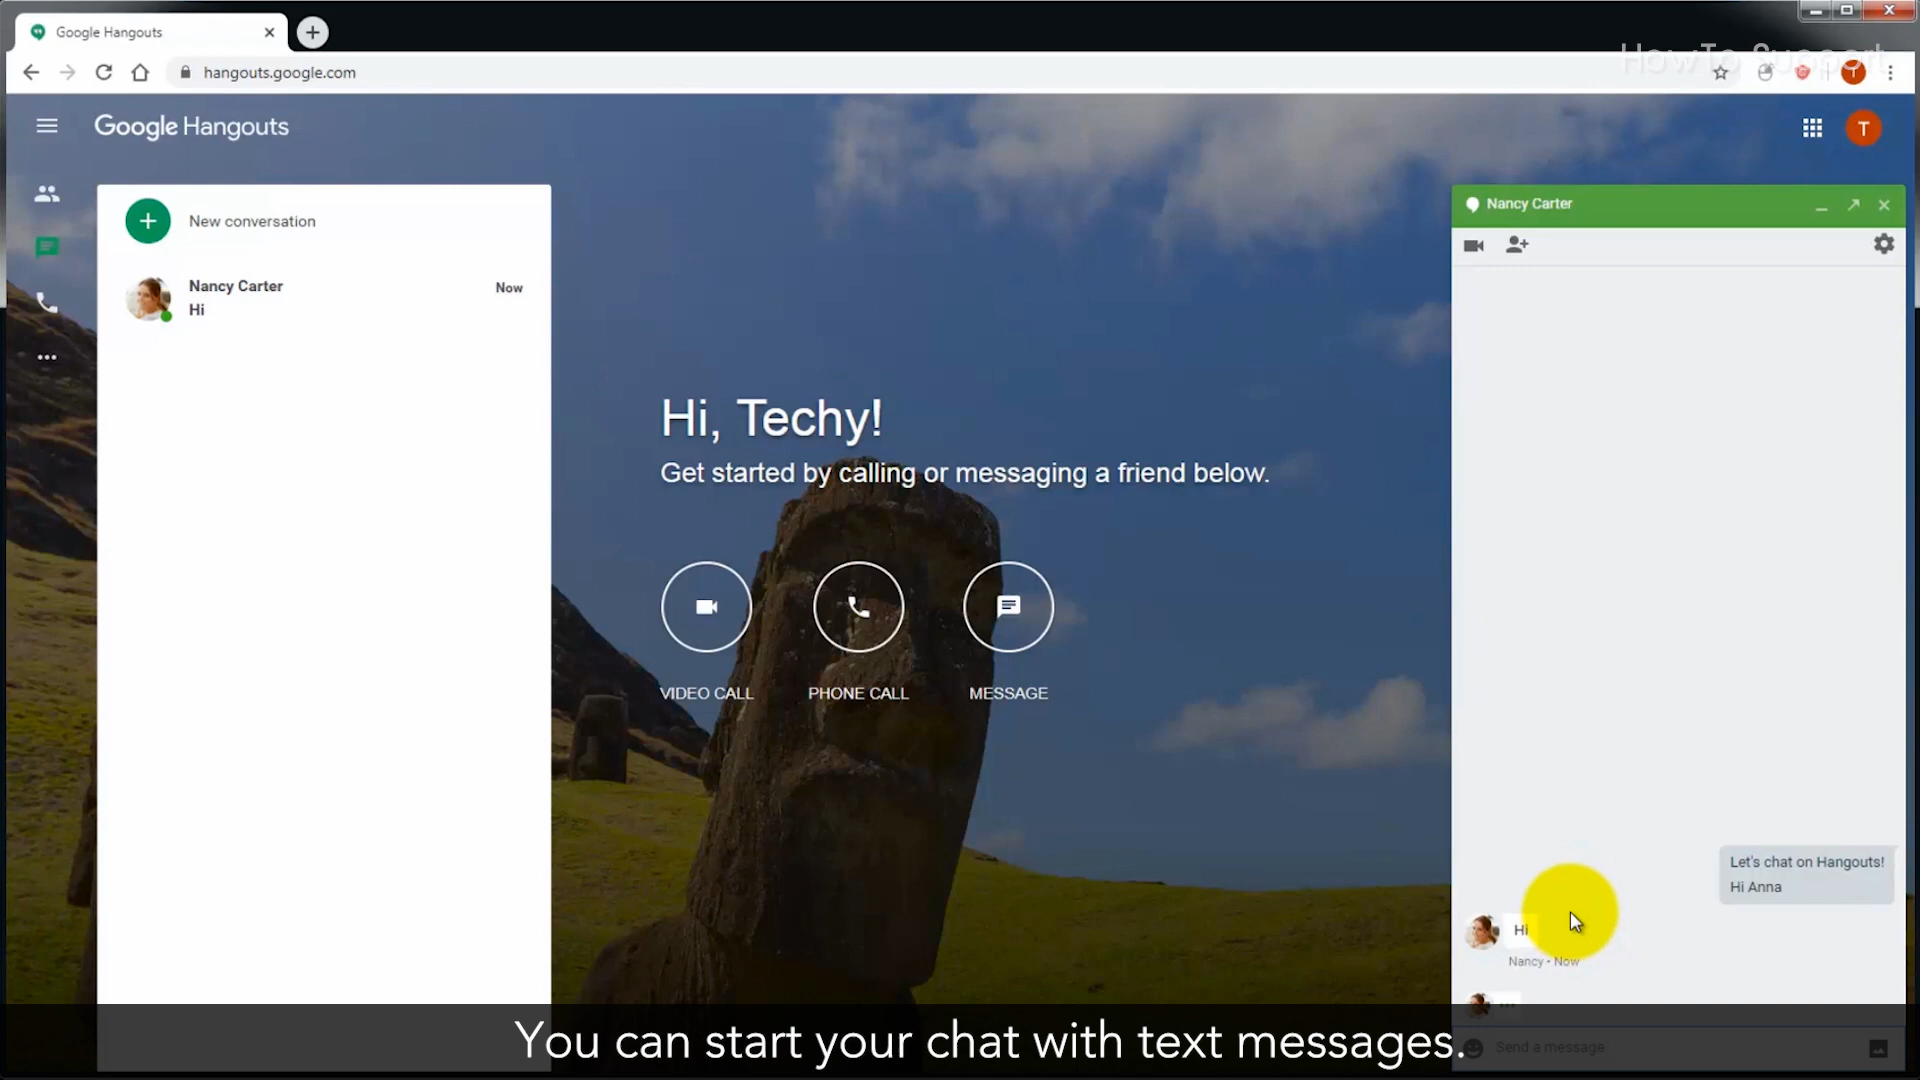 Google Hangouts
hangouts.google.com
HowTo Support
T
Google Hangouts
T
New conversation
Nancy Carter
Now
Hi
Hi, Techy!
Get started by calling or messaging a friend below.
VIDEO CALL
PHONE CALL
MESSAGE
Nancy Carter
Let's chat on Hangouts!
Hi Anna
Hi
Nancy • Now
Send a message
You can start your chat with text messages.